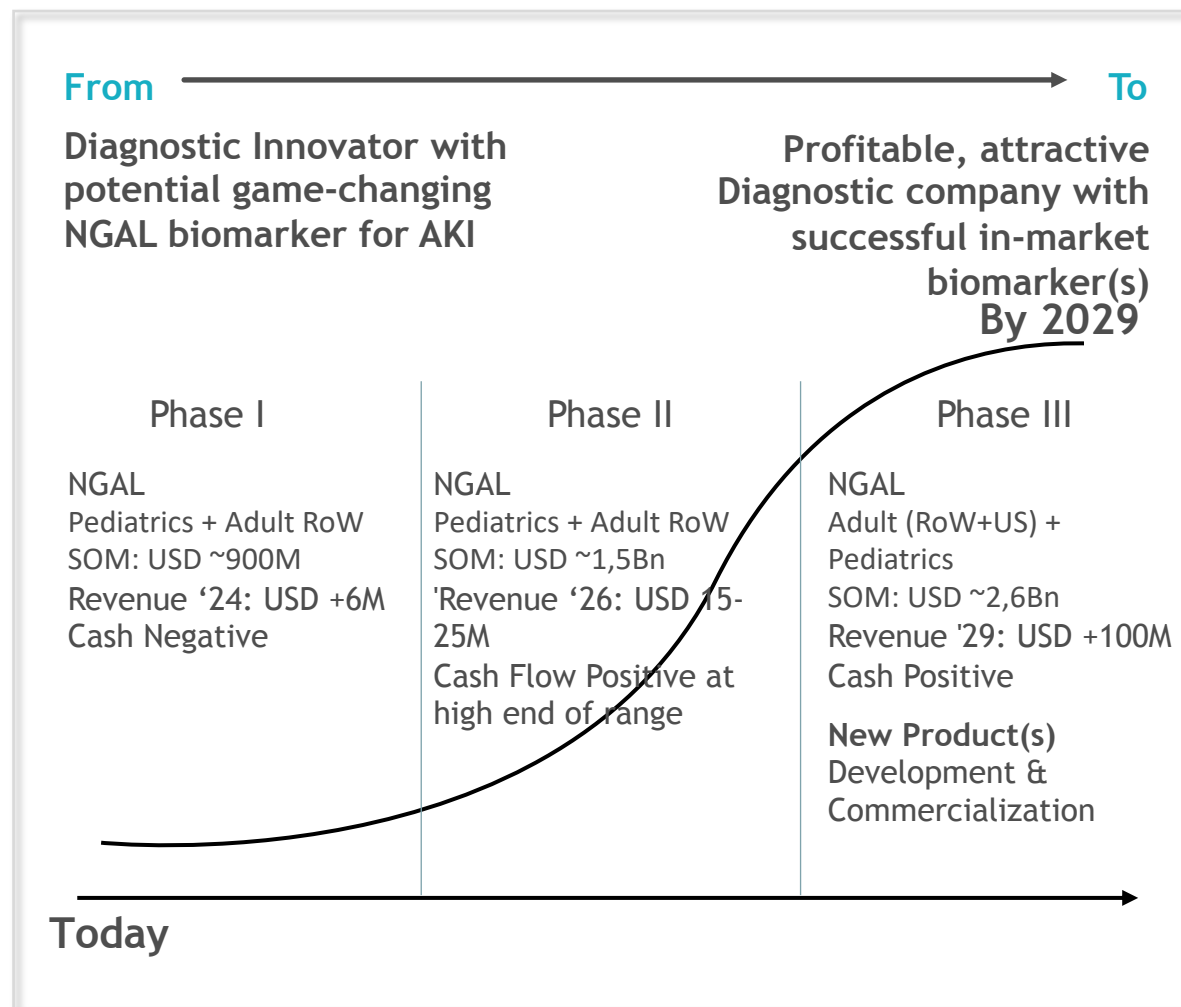 From
To
Diagnostic Innovator with
potential game-changing
NGAL biomarker for AKI
Profitable, attractive
Diagnostic company with
successful in-market
biomarker(s)
By 2029
Phase I
NGAL
Pediatrics + Adult RoW
SOM: USD ~900M
Revenue ‘24: USD +6M
Cash Negative
Phase II
NGAL
Pediatrics + Adult RoW
SOM: USD ~1,5Bn
'Revenue ‘26: USD 15-
25M
Cash Flow Positive at
high end of range
Phase III
NGAL
Adult (RoW+US) +
Pediatrics
SOM: USD ~2,6Bn
Revenue '29: USD +100M
Cash Positive
New Product(s)
Development &
Commercialization
Today